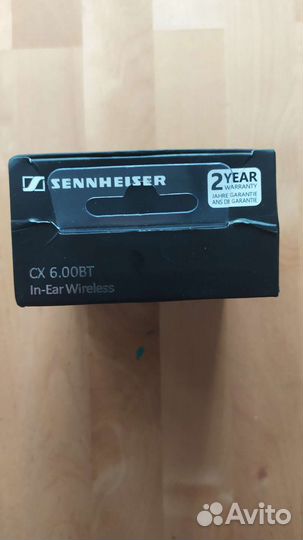 SENNHEISER
2 YEAR
WARRANTY
JAHRE GARANTIE
ANS DE GARANTIE
CX 6.00BT
In-Ear Wireless
Avito